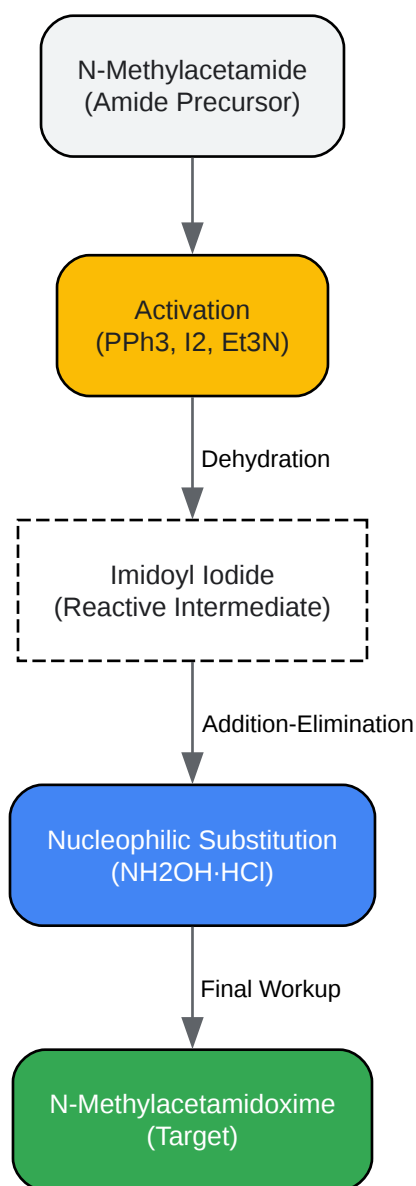 N-Methylacetamide
(Amide Precursor)
Activation
(PPh3, I2, Et3N)
Dehydration
Imidoyl Iodide
(Reactive Intermediate)
Addition-Elimination
Nucleophilic Substitution
(NH2OH·HCl)
Final Workup
N-Methylacetamidoxime
(Target)